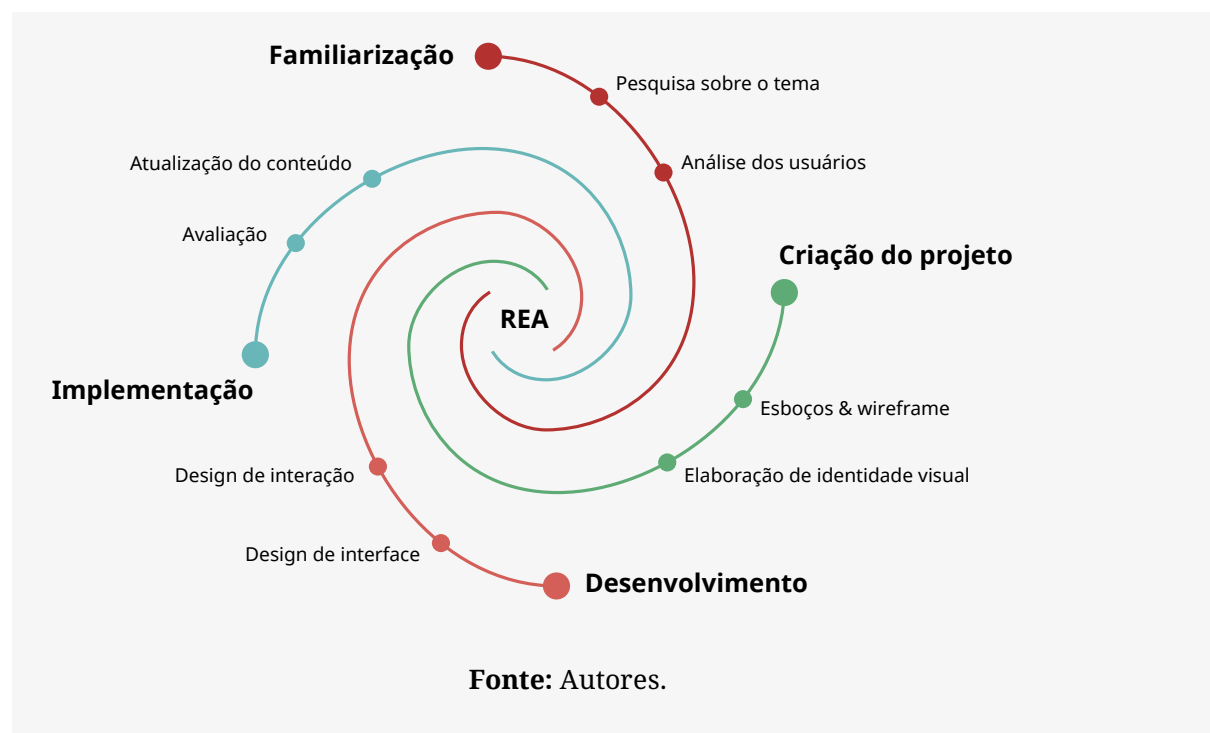 Familiarização
Pesquisa sobre o tema
Análise dos usuários
Atualização do conteúdo
Avaliação
Criação do projeto
REA
Implementação
Esboços & wireframe
Elaboração de identidade visual
Design de interação
Design de interface
Desenvolvimento
Fonte: Autores.